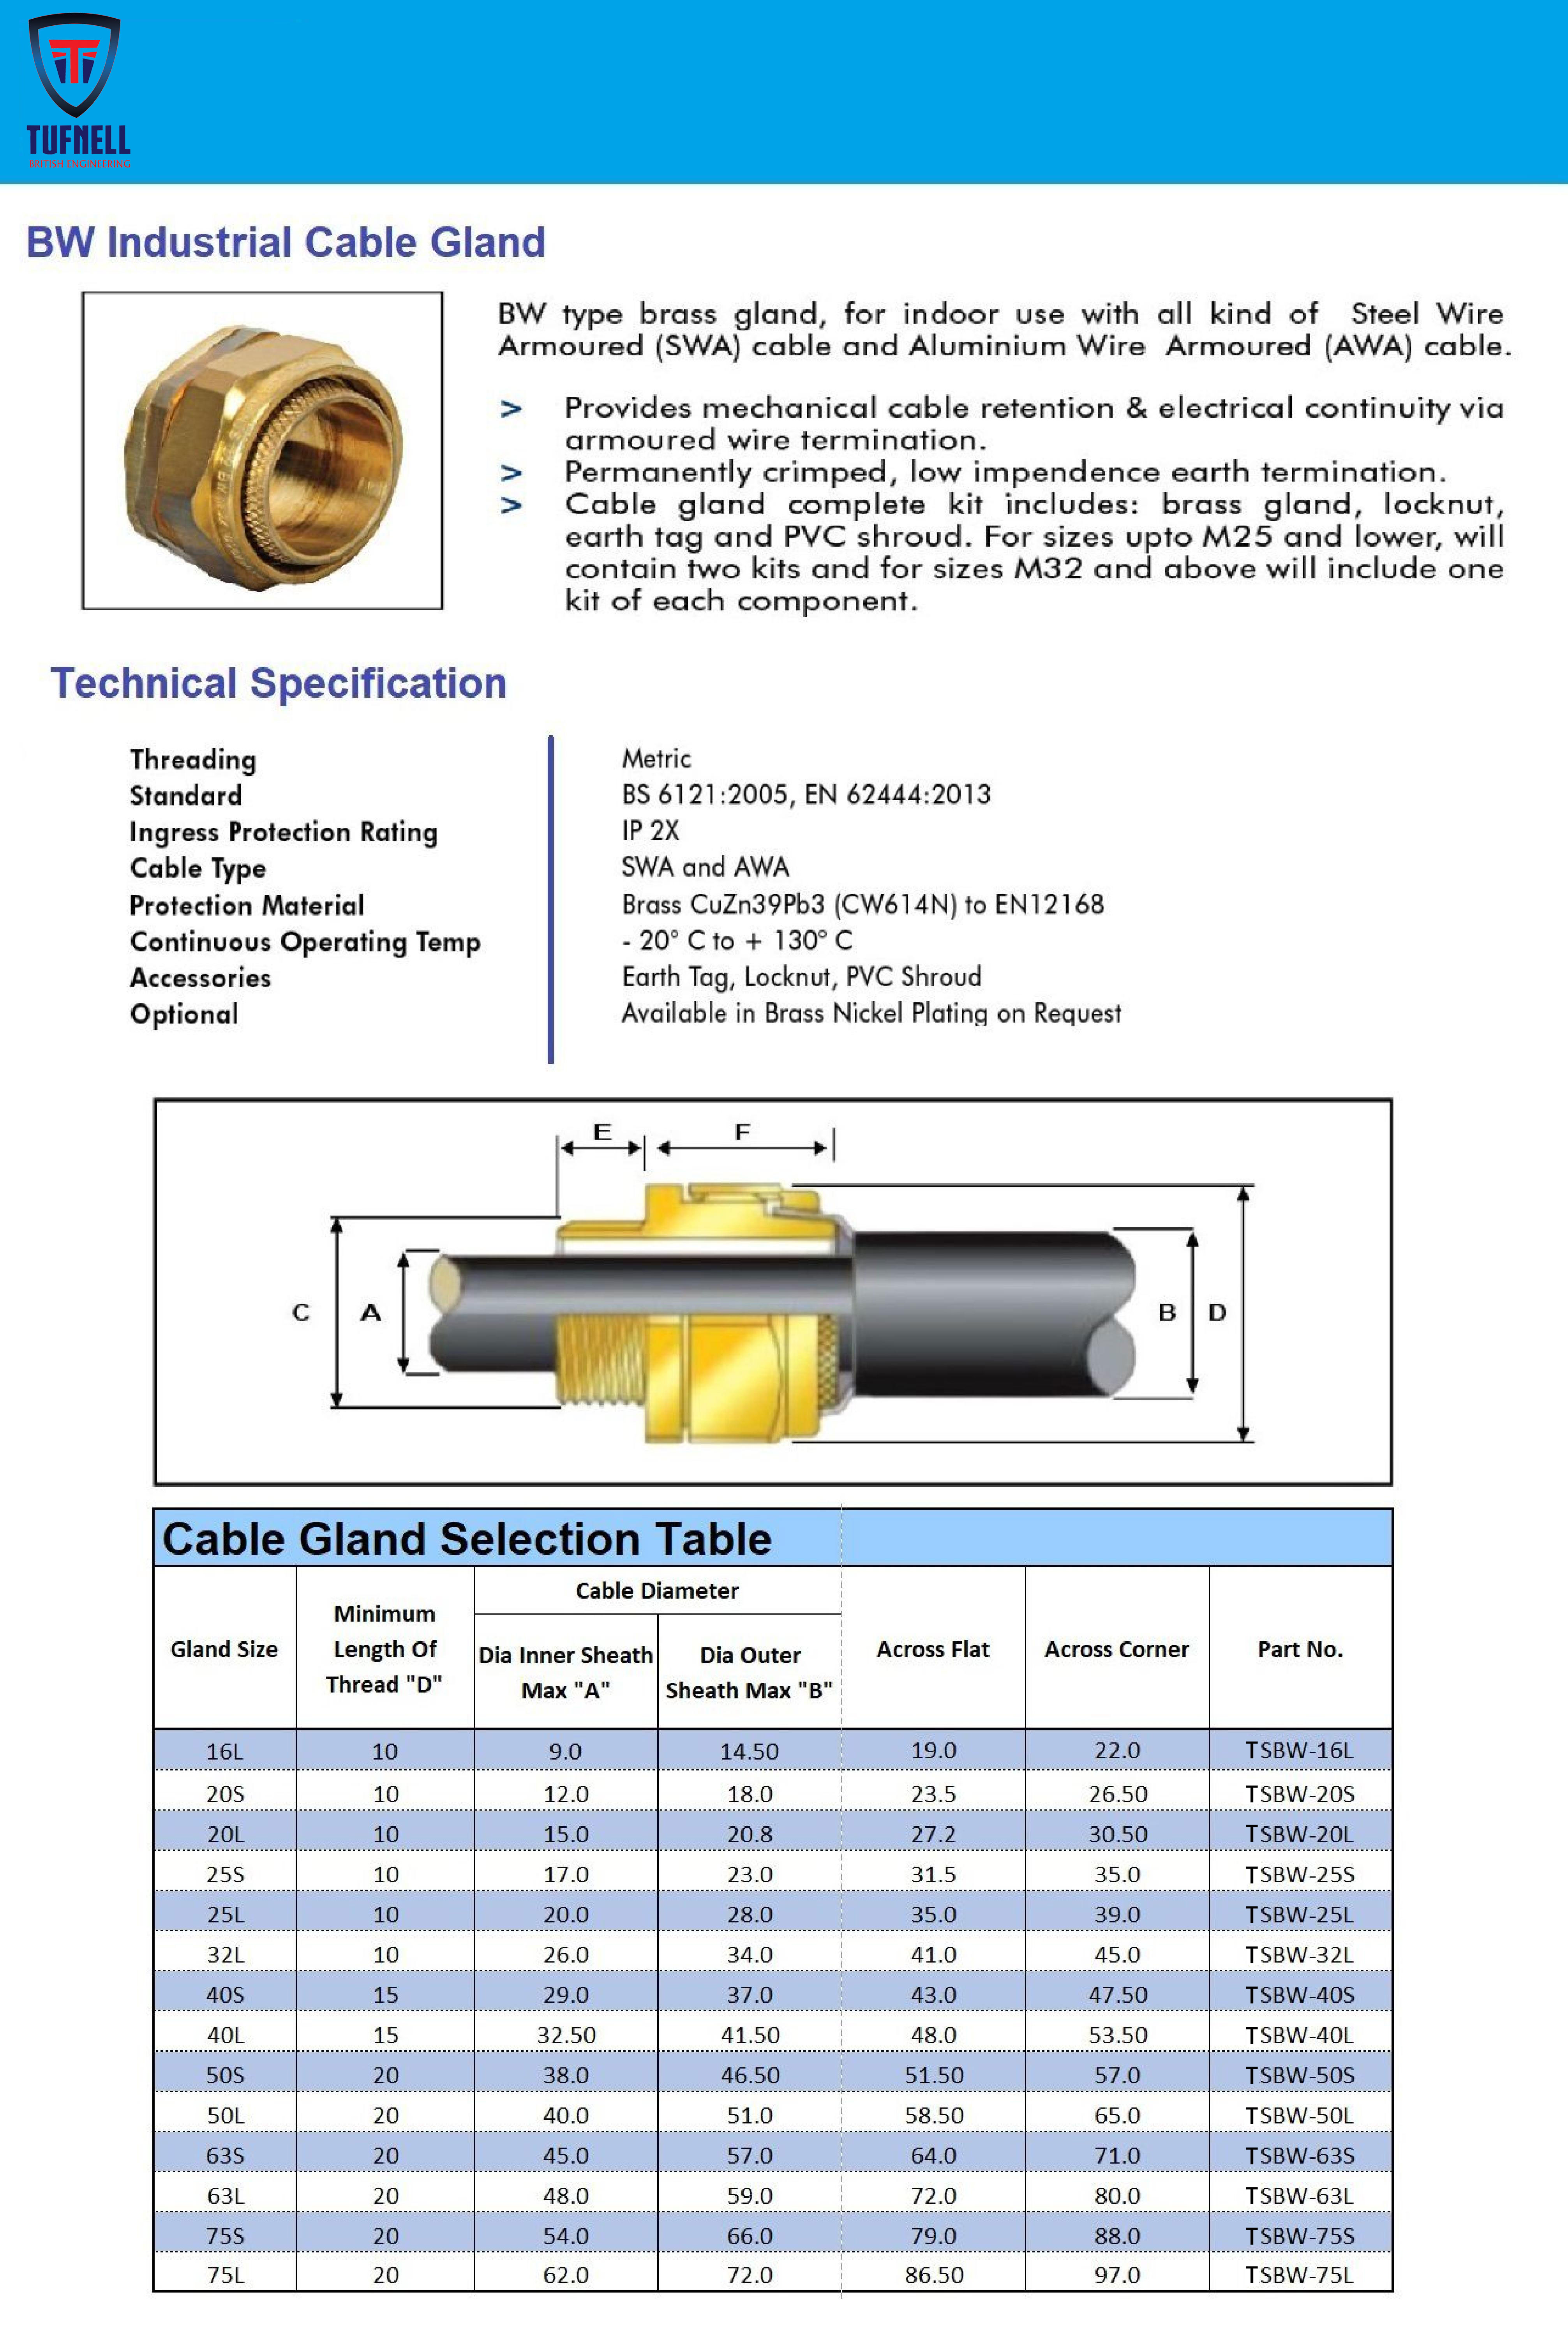 TUFNELL
BRITISH ENGINEERING
BW Industrial Cable Gland
BW type brass gland, for indoor use with all kind of Steel Wire
Armoured (SWA) cable and Aluminium Wire Armoured (AWA) cable.
> Provides mechanical cable retention & electrical continuity via
armoured wire termination.
> Permanently crimped, low impendence earth termination.
> Cable gland complete kit includes: brass gland, locknut,
earth tag and PVC shroud. For sizes upto M25 and lower, will
contain two kits and for sizes M32 and above will include one
kit of each component.
Technical Specification
Threading Metric
Standard BS 6121:2005, EN 62444:2013
Ingress Protection Rating IP 2X
Cable Type SWA and AWA
Protection Material Brass CuZn39Pb3 (CW614N) to EN12168
Continuous Operating Temp - 20° C to + 130° C
Accessories Earth Tag, Locknut, PVC Shroud
Optional Available in Brass Nickel Plating on Request
E F
C A B D
Cable Gland Selection Table
Gland Size
Minimum
Length Of
Thread "D"
Cable Diameter
Dia Inner Sheath
Max "A"
Dia Outer
Sheath Max "B"
Across Flat
Across Corner
Part No.
16L 10 9.0 14.50 19.0 22.0 TSBW-16L
20S 10 12.0 18.0 23.5 26.50 TSBW-20S
20L 10 15.0 20.8 27.2 30.50 TSBW-20L
25S 10 17.0 23.0 31.5 35.0 TSBW-25S
25L 10 20.0 28.0 35.0 39.0 TSBW-25L
32L 10 26.0 34.0 41.0 45.0 TSBW-32L
40S 15 29.0 37.0 43.0 47.50 TSBW-40S
40L 15 32.50 41.50 48.0 53.50 TSBW-40L
50S 20 38.0 46.50 51.50 57.0 TSBW-50S
50L 20 40.0 51.0 58.50 65.0 TSBW-50L
63S 20 45.0 57.0 64.0 71.0 TSBW-63S
63L 20 48.0 59.0 72.0 80.0 TSBW-63L
75S 20 54.0 66.0 79.0 88.0 TSBW-75S
75L 20 62.0 72.0 86.50 97.0 TSBW-75L